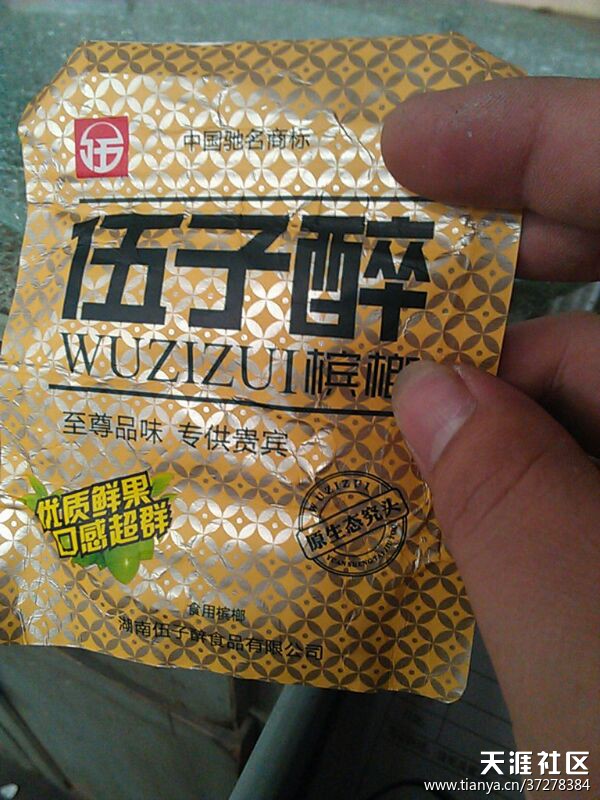 伍
中国驰名商标
伍子醉
WUZIZUI槟榔
至尊品味 专供贵宾
优质鲜果
口感超群
WUZIZUI
原生态究头
食用槟榔
湖南伍子醉食品有限公司
天涯社区
www.tianya.cn/37278384